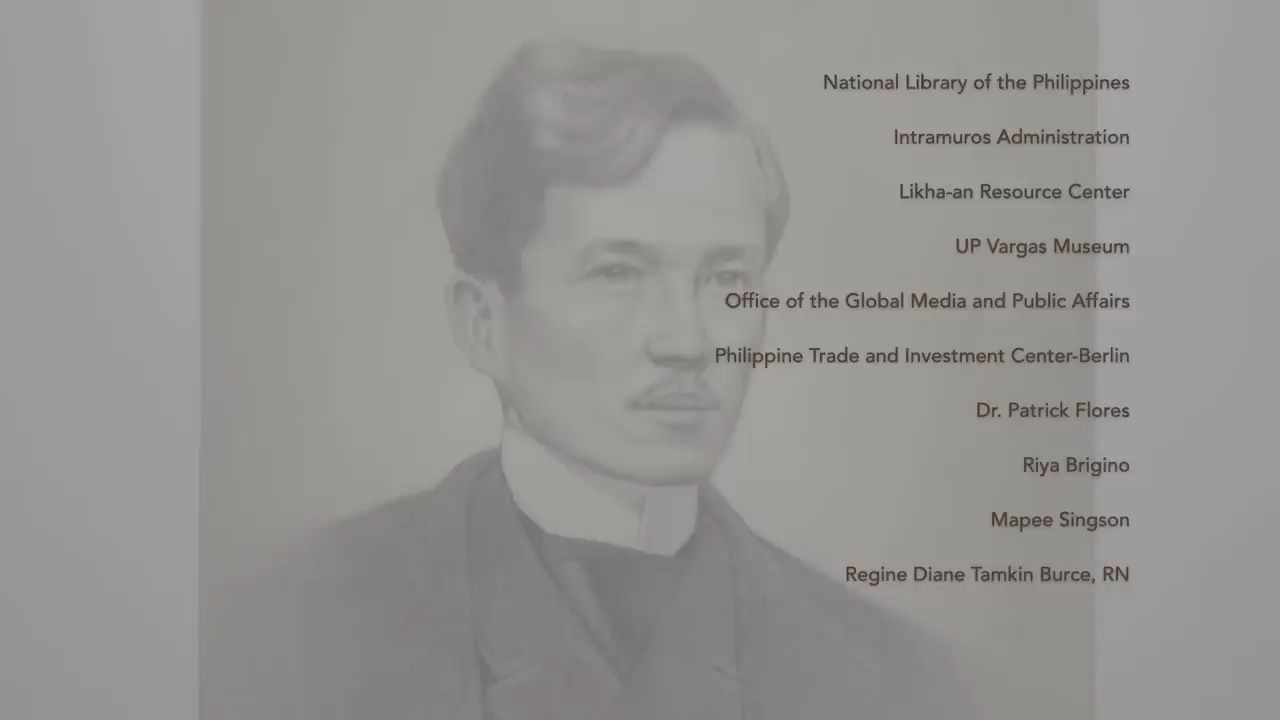 National Library of the Philippines
Intramuros Administration
Likha-an Resource Center
UP Vargas Museum
Office of the Global Media and Public Affairs
Philippine Trade and Investment Center-Berlin
Dr. Patrick Flores
Riya Brigino
Mapee Singson
Regine Diane Tamkin Burce, RN